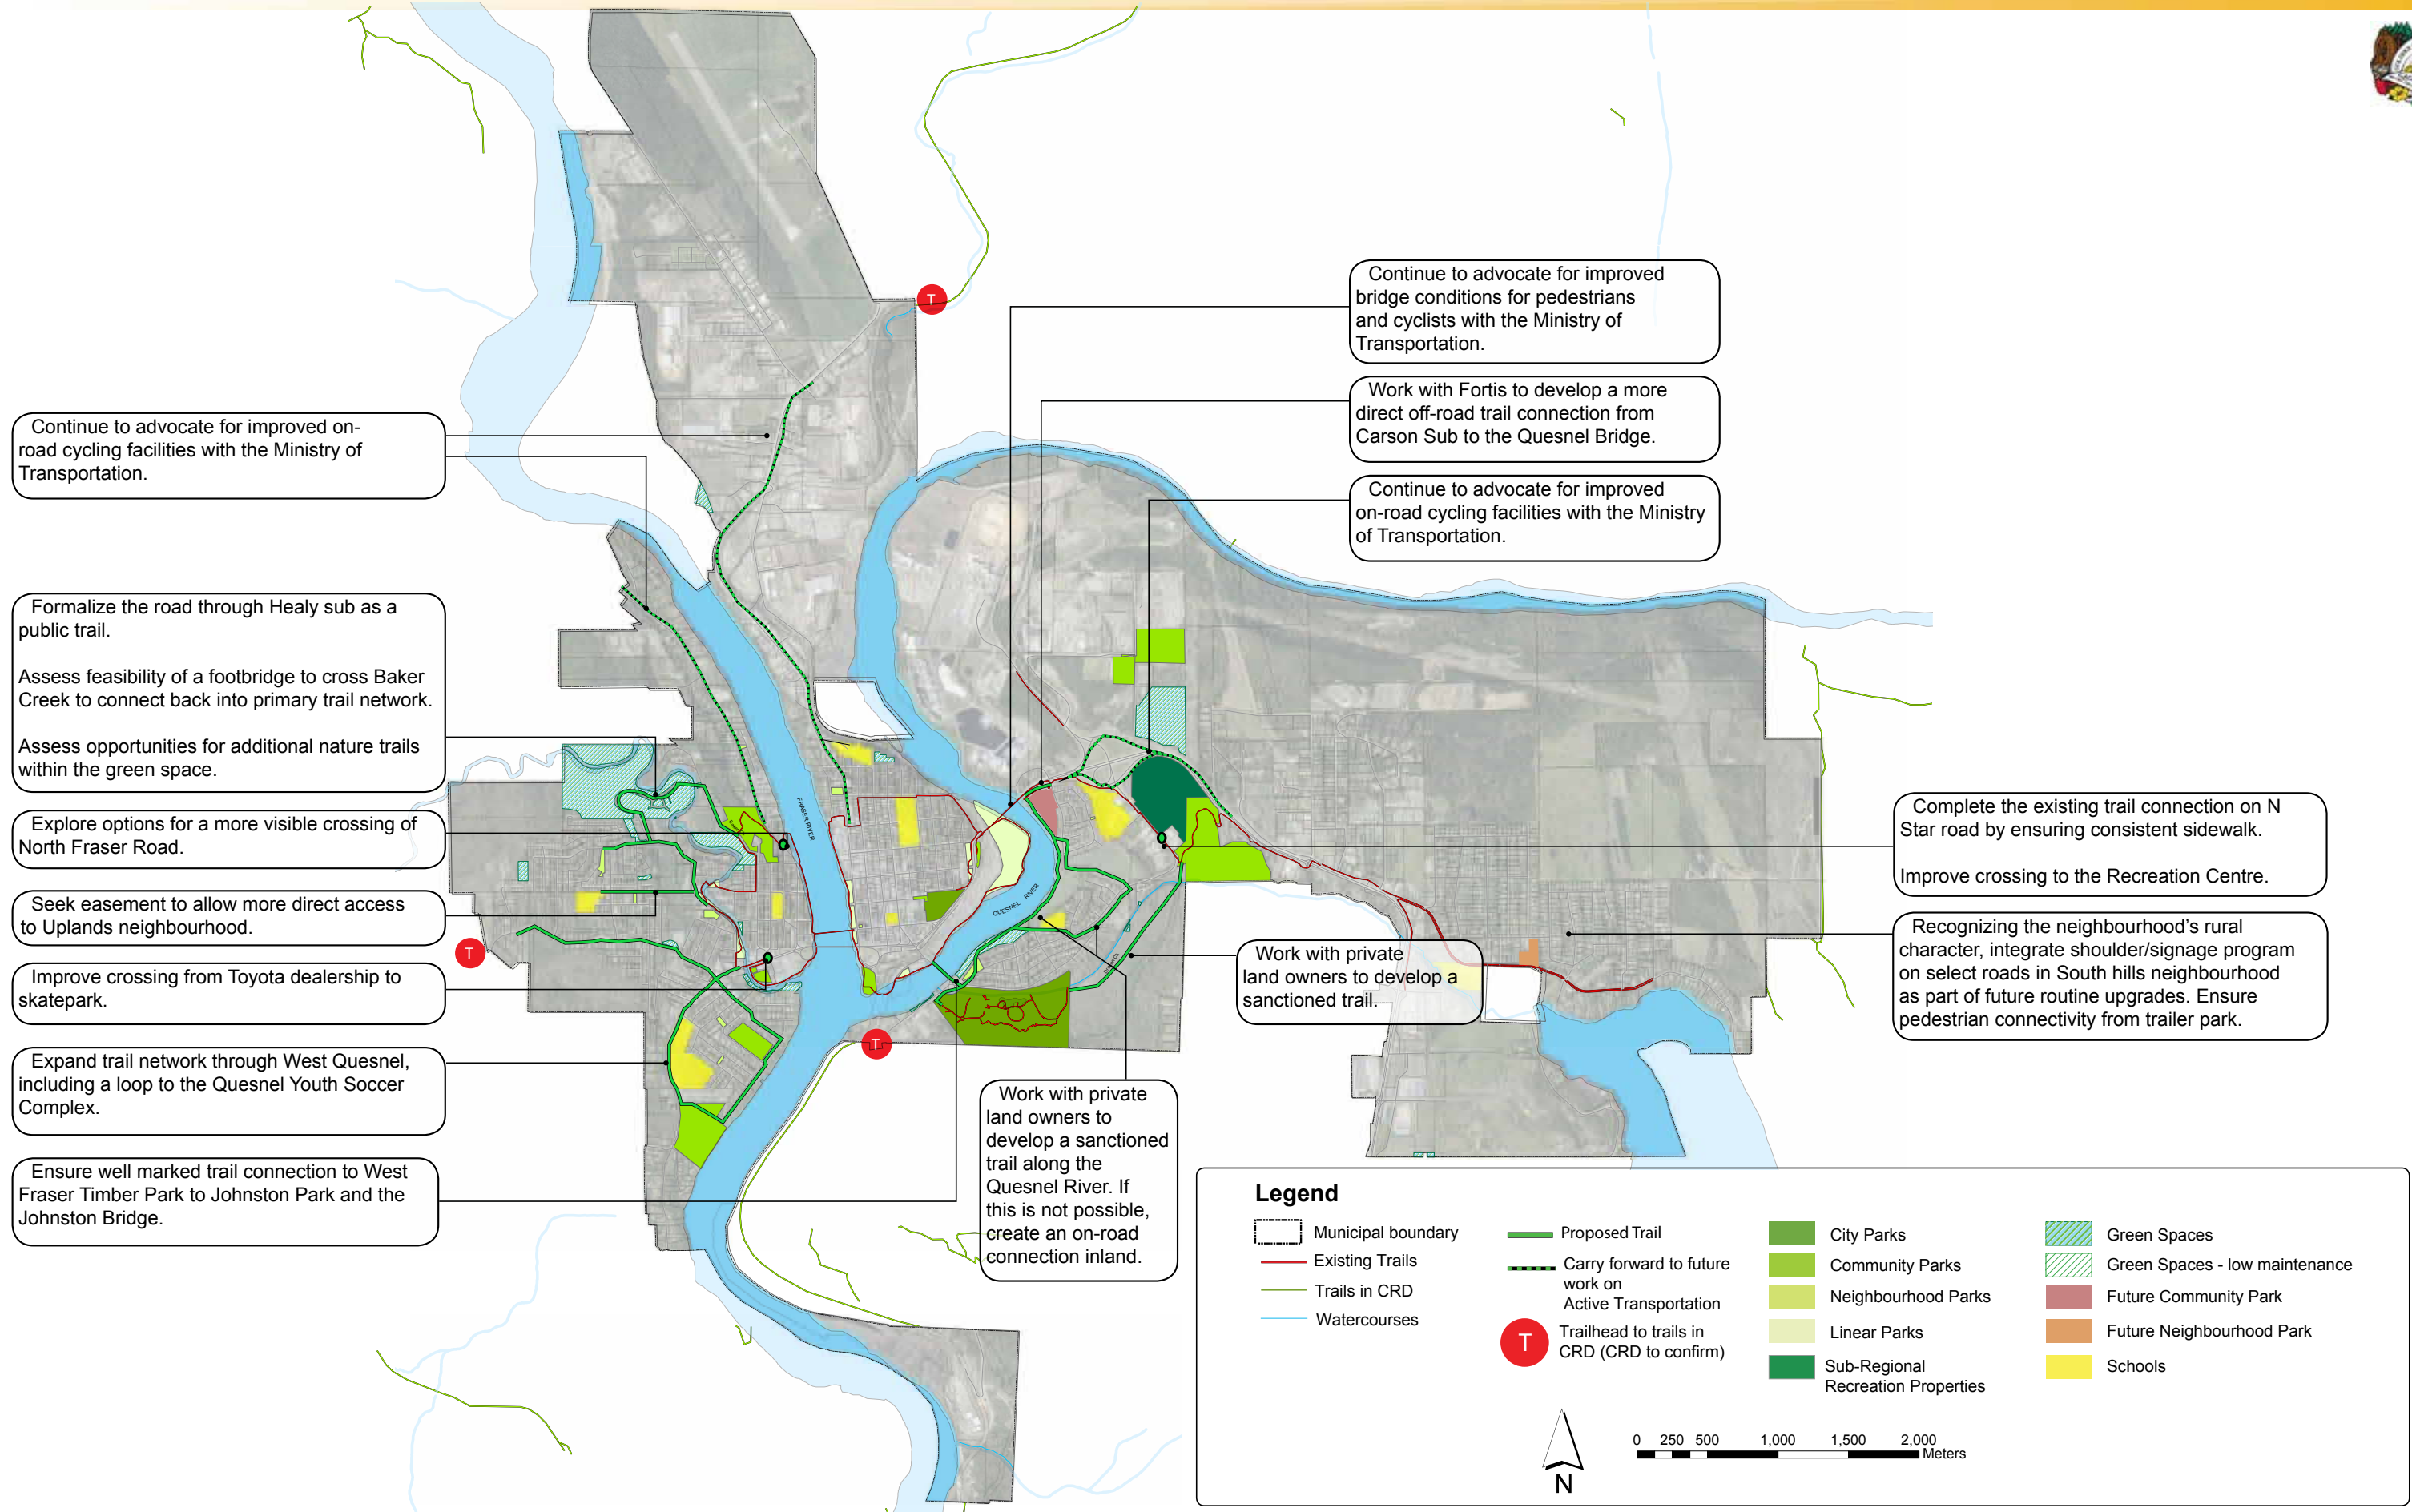 Continue to advocate for improved on-
road cycling facilities with the Ministry of
Transportation.
Formalize the road through Healy sub as a
public trail.
Assess feasibility of a footbridge to cross Baker
Creek to connect back into primary trail network.
Assess opportunities for additional nature trails
within the green space.
Explore options for a more visible crossing of
North Fraser Road.
Seek easement to allow more direct access
to Uplands neighbourhood.
Improve crossing from Toyota dealership to
skatepark.
Expand trail network through West Quesnel,
including a loop to the Quesnel Youth Soccer
Complex.
Ensure well marked trail connection to West
Fraser Timber Park to Johnston Park and the
Johnston Bridge.
T
T
T
FRASER RIVER
QUESNEL RIVER
Continue to advocate for improved
bridge conditions for pedestrians
and cyclists with the Ministry of
Transportation.
Work with Fortis to develop a more
direct off-road trail connection from
Carson Sub to the Quesnel Bridge.
Continue to advocate for improved
on-road cycling facilities with the Ministry
of Transportation.
Complete the existing trail connection on N
Star road by ensuring consistent sidewalk.
Improve crossing to the Recreation Centre.
Recognizing the neighbourhood's rural
character, integrate shoulder/signage program
on select roads in South hills neighbourhood
as part of future routine upgrades. Ensure
pedestrian connectivity from trailer park.
Work with private
land owners to develop a
sanctioned trail.
Work with private
land owners to
develop a sanctioned
trail along the
Quesnel River. If
this is not possible,
create an on-road
connection inland.
Legend
Municipal boundary
Existing Trails
Trails in CRD
Watercourses
Proposed Trail
Carry forward to future
work on
Active Transportation
T
Trailhead to trails in
CRD (CRD to confirm)
City Parks
Community Parks
Neighbourhood Parks
Linear Parks
Sub-Regional
Recreation Properties
Green Spaces
Green Spaces - low maintenance
Future Community Park
Future Neighbourhood Park
Schools
N
0 250 500 1,000 1,500 2,000
Meters